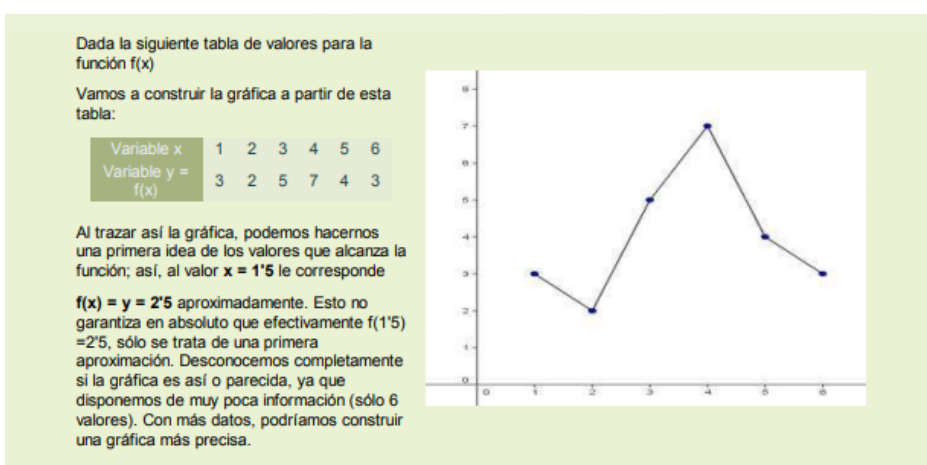 Dada la siguiente tabla de valores para la
función f(x)
Vamos a construir la gráfica a partir de esta
tabla:
Variable x 1 2 3 4 5 6
Variable y =
f(x) 3 2 5 7 4 3
Al trazar así la gráfica, podemos hacernos
una primera idea de los valores que alcanza la
función; así, al valor x = 1'5 le corresponde
f(x) = y = 2'5 aproximadamente. Esto no
garantiza en absoluto que efectivamente f(1'5)
=2'5, sólo se trata de una primera
aproximación. Desconocemos completamente
si la gráfica es así o parecida, ya que
disponemos de muy poca información (sólo 6
valores). Con más datos, podríamos construir
una gráfica más precisa.
8
7
6
5
4
3
2
1
0
0 1 2 3 4 5 6